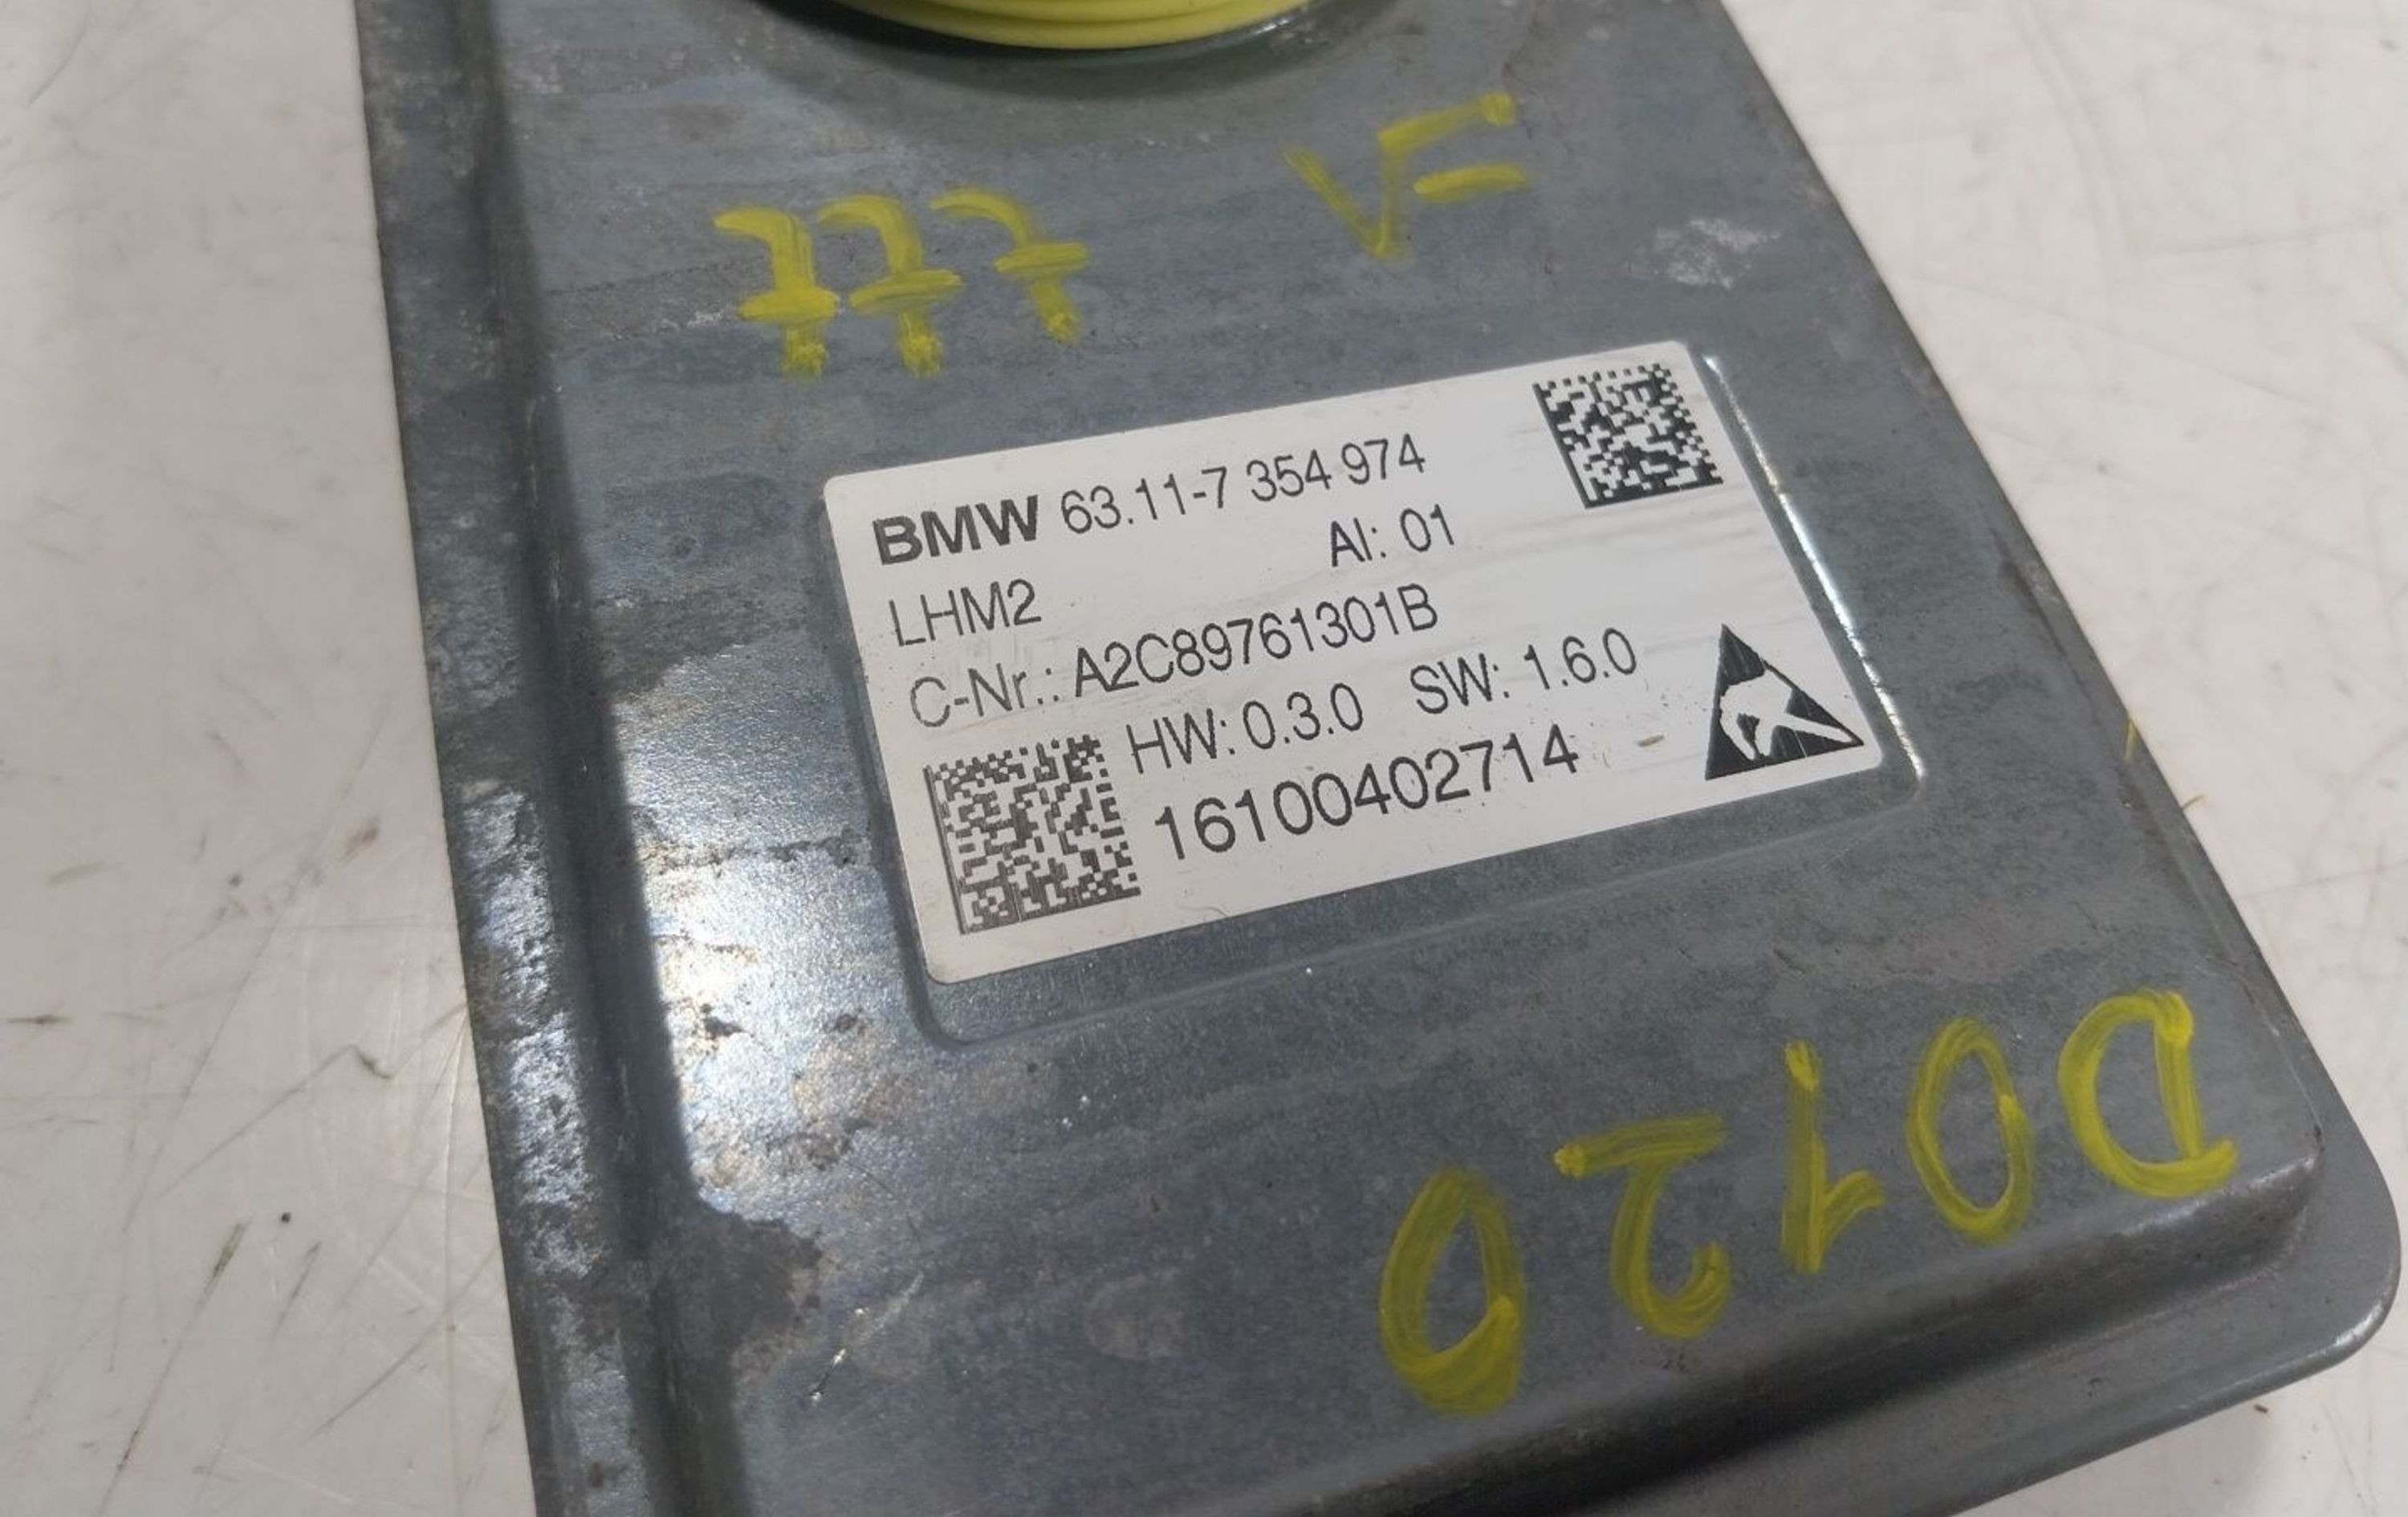 777 VF
BMW 63.11-7 354 974
LHM2 AI: 01
C-Nr.: A2C89761301B
HW: 0.3.0 SW: 1.6.0
16100402714
D0120